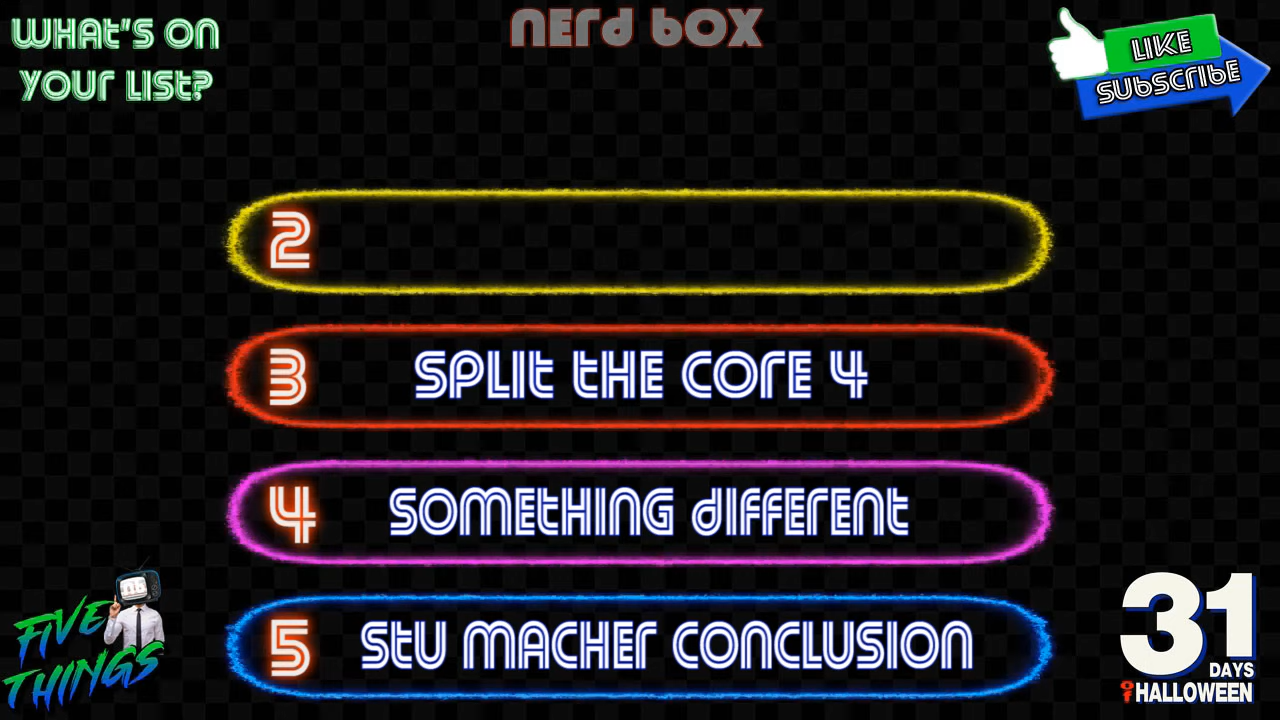 WHAT'S ON
YOUR LIST?
NERD BOX
LIKE
SUBSCRIBE
2
3 SPLIT THE CORE 4
4 SOMETHING DIFFERENT
5 STU MACHER CONCLUSION
FIVE
THINGS
31
DAYS
OF HALLOWEEN